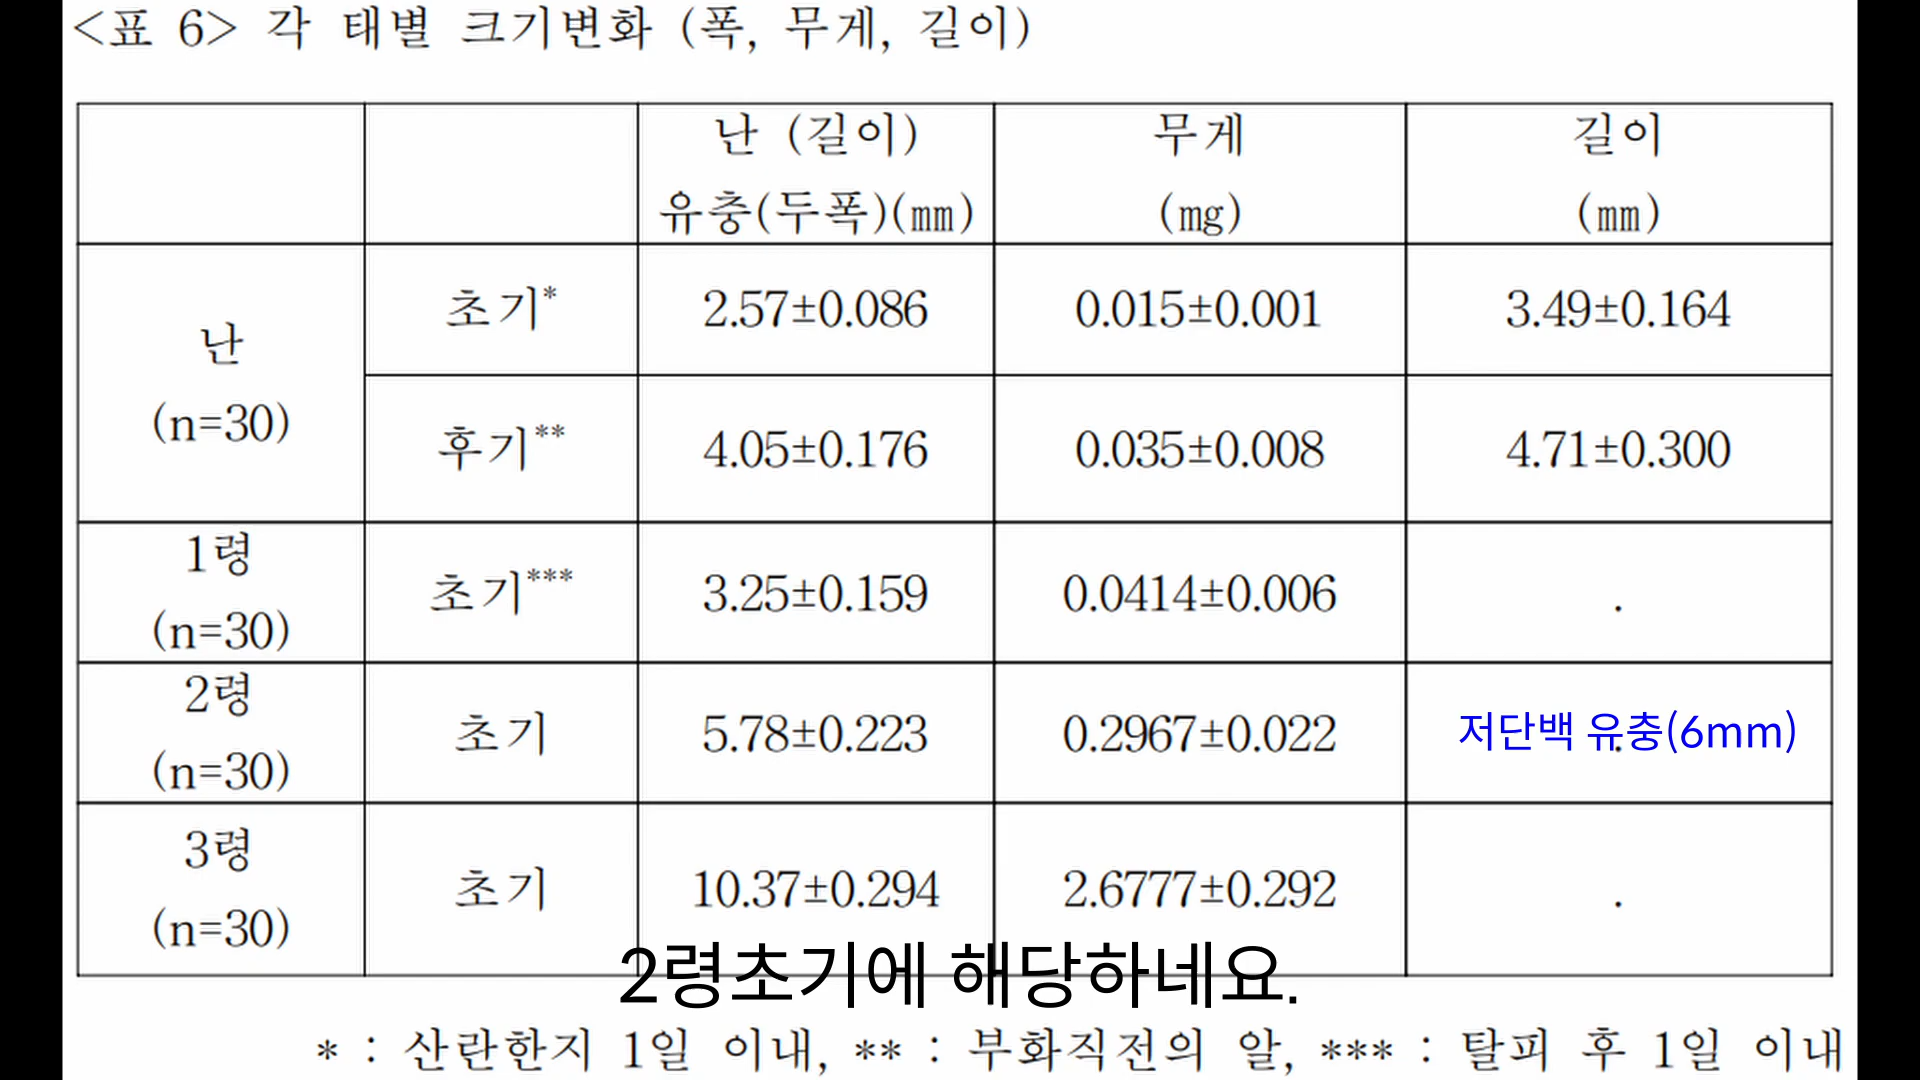 <표 6> 각 태별 크기변화 (폭, 무게, 길이)
난 (길이) 무게 길이
유충(두폭)(㎜) (㎎) (㎜)
난
(n=30)
초기* 2.57±0.086 0.015±0.001 3.49±0.164
후기** 4.05±0.176 0.035±0.008 4.71±0.300
1령
(n=30)
초기*** 3.25±0.159 0.0414±0.006 .
2령
(n=30)
초기 5.78±0.223 0.2967±0.022 저단백 유충(6mm)
3령
(n=30)
초기 10.37±0.294 2.6777±0.292 .
2령초기에 해당하네요.
* : 산란한지 1일 이내, ** : 부화직전의 알, *** : 탈피 후 1일 이내